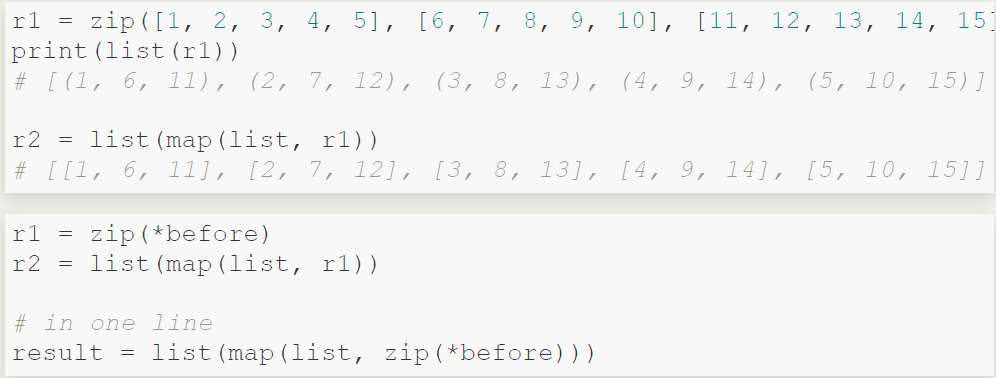 r1 = zip([1, 2, 3, 4, 5], [6, 7, 8, 9, 10], [11, 12, 13, 14, 15]
print(list(r1))
# [(1, 6, 11), (2, 7, 12), (3, 8, 13), (4, 9, 14), (5, 10, 15)]
r2 = list(map(list, r1))
# [[1, 6, 11], [2, 7, 12], [3, 8, 13], [4, 9, 14], [5, 10, 15]]
r1 = zip(*before)
r2 = list(map(list, r1))
# in one line
result = list(map(list, zip(*before)))